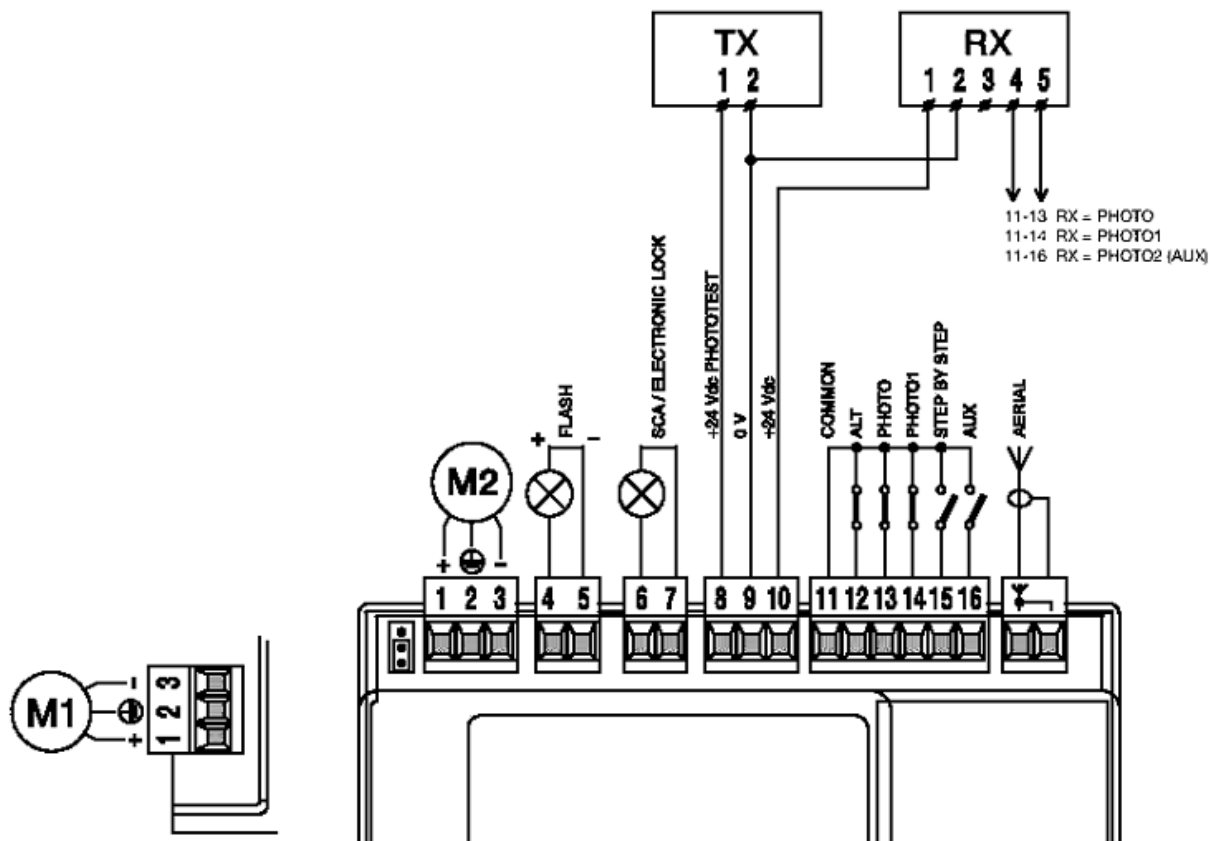 TX
1 2
RX
1 2 3 4 5
11-13 RX = PHOTO
11-14 RX = PHOTO1
11-16 RX = PHOTO2 (AUX)
+ FLASH -
SCA / ELECTRONIC LOCK
+24 Vdc PHOTOTEST
0 V
+24 Vdc
COMMON
ALT
PHOTO
PHOTO1
STEP BY STEP
AUX
AERIAL
M2
+ -
1 2 3
4 5
6 7
8 9 10
11 12 13 14 15 16
M1
- 3
2
+ 1